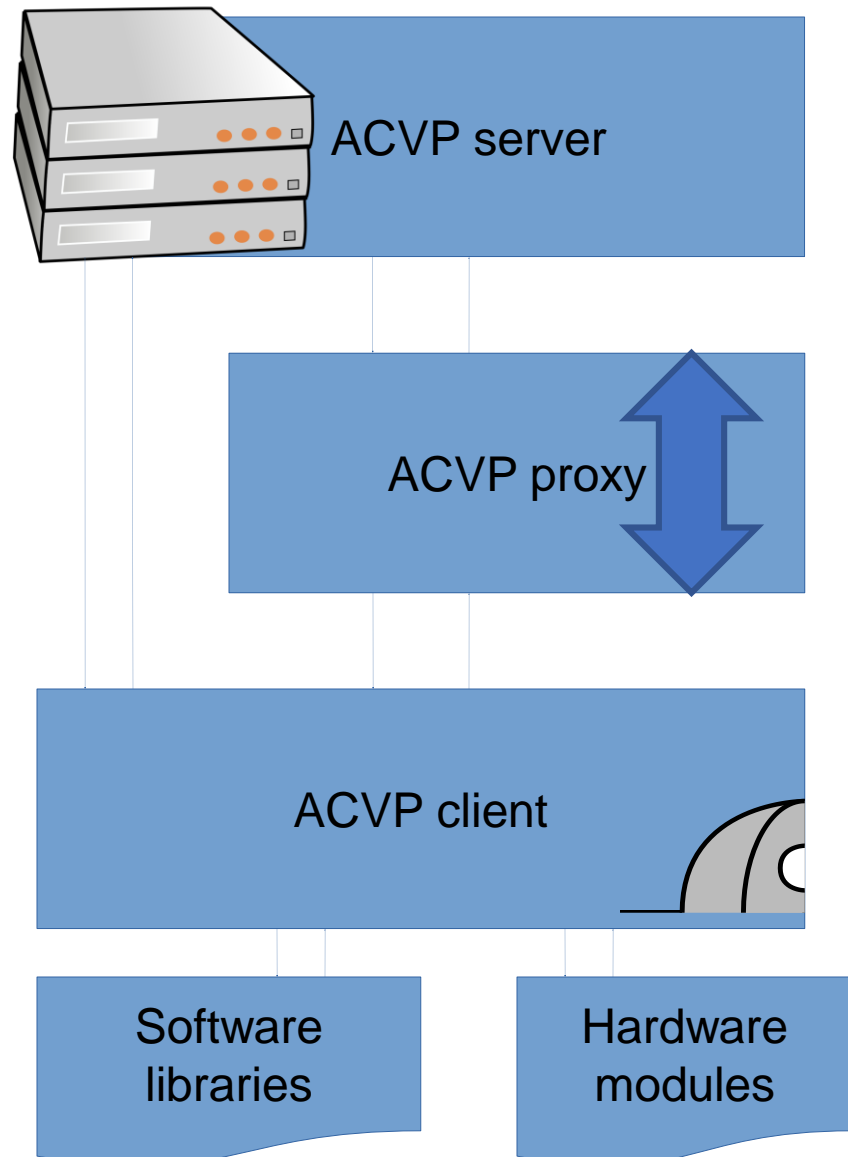 ACVP server
ACVP proxy
ACVP client
Software
libraries
Hardware
modules